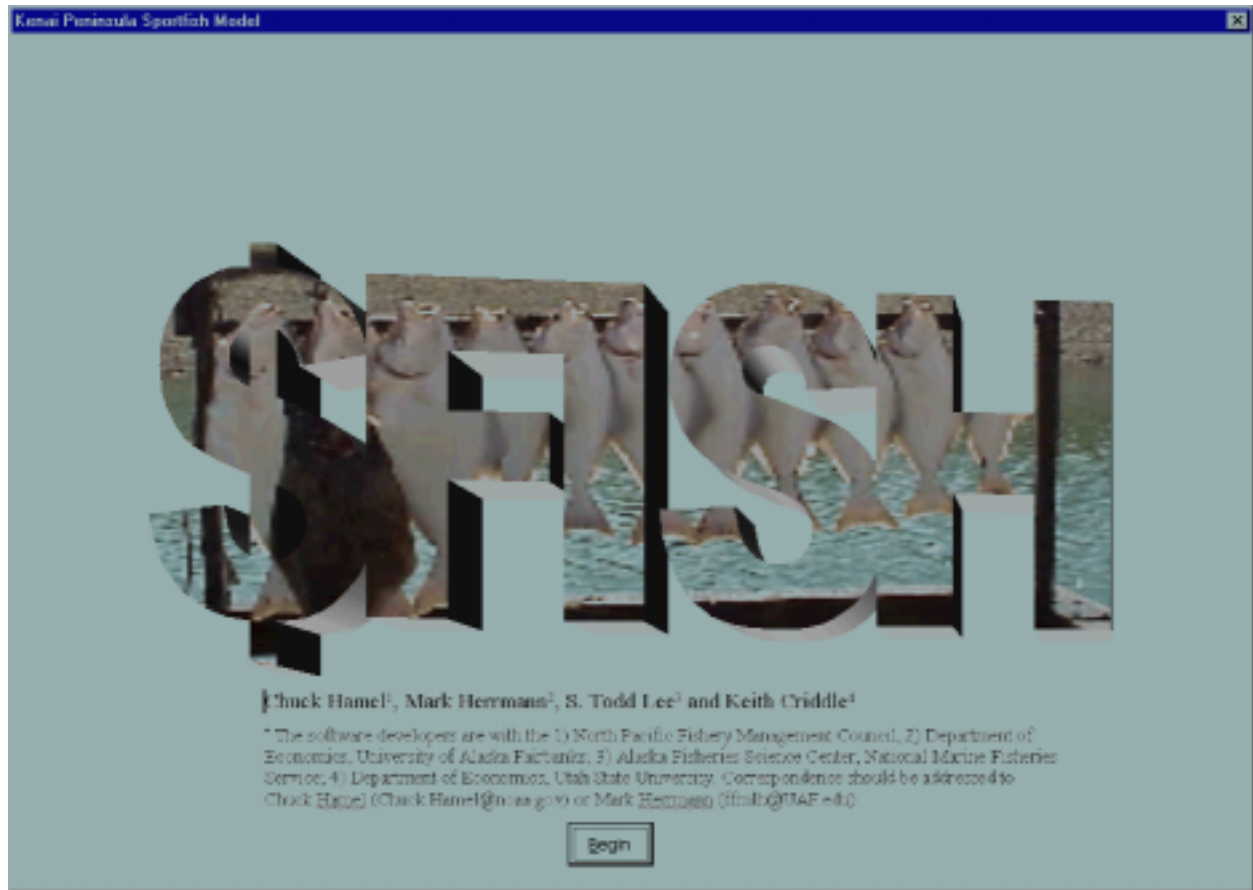 Kenai Peninsula Sportfish Model
$FISH
Chuck Hamel¹, Mark Herrmann², S. Todd Lee³ and Keith Criddle⁴
* The software developers are with the 1) North Pacific Fishery Management Council, 2) Department of
Economics, University of Alaska Fairbanks, 3) Alaska Fisheries Science Center, National Marine Fisheries
Service, 4) Department of Economics, Utah State University. Correspondence should be addressed to
Chuck Hamel (Chuck.Hamel@noaa.gov) or Mark Herrmann (ffmlh@UAF.edu)
Begin